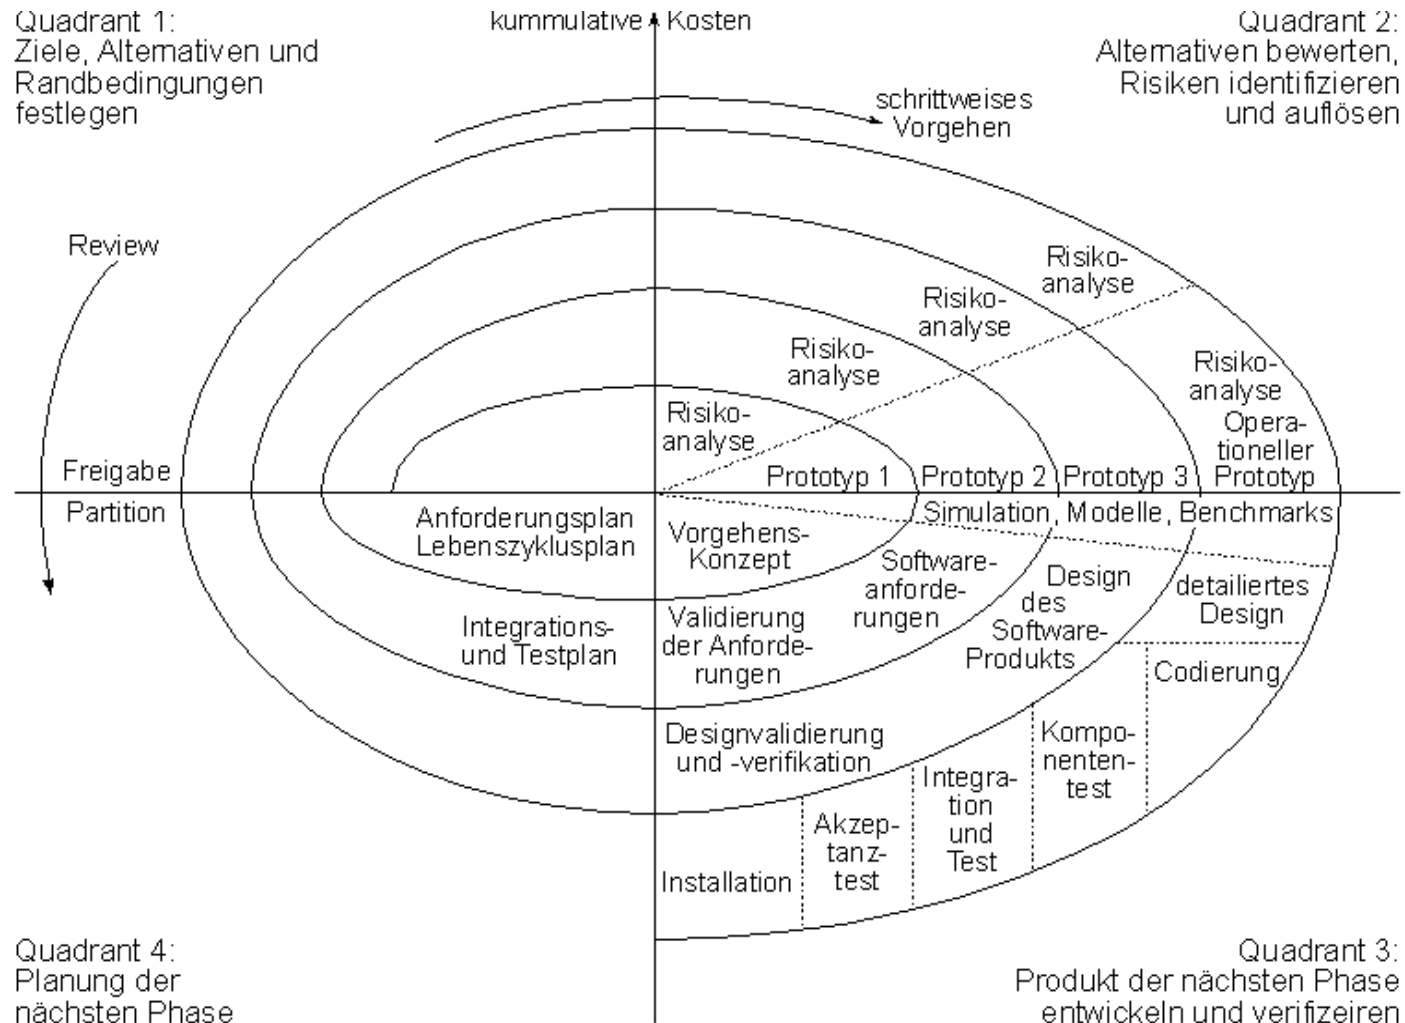 Quadrant 1:
Ziele, Alternativen und
Randbedingungen
festlegen
kummulative Kosten
Quadrant 2:
Alternativen bewerten,
Risiken identifizieren
und auflösen
schrittweises
Vorgehen
Review
Risiko-
analyse
Risiko-
analyse
Risiko-
analyse
Risiko-
analyse
Risiko-
analyse
Opera-
tioneller
Prototyp
Freigabe
Prototyp 1
Prototyp 2
Prototyp 3
Partition
Anforderungsplan
Lebenszyklusplan
Vorgehens-
Konzept
Simulation, Modelle, Benchmarks
Software-
anforde-
rungen
Design
des
Software-
Produkts
detailiertes
Design
Integrations-
und Testplan
Validierung
der Anforde-
rungen
Codierung
Designvalidierung
und -verifikation
Kompo-
nenten-
test
Integra-
tion
und
Test
Akzep-
tanz-
test
Installation
Quadrant 4:
Planung der
nächsten Phase
Quadrant 3:
Produkt der nächsten Phase
entwickeln und verifizeiren